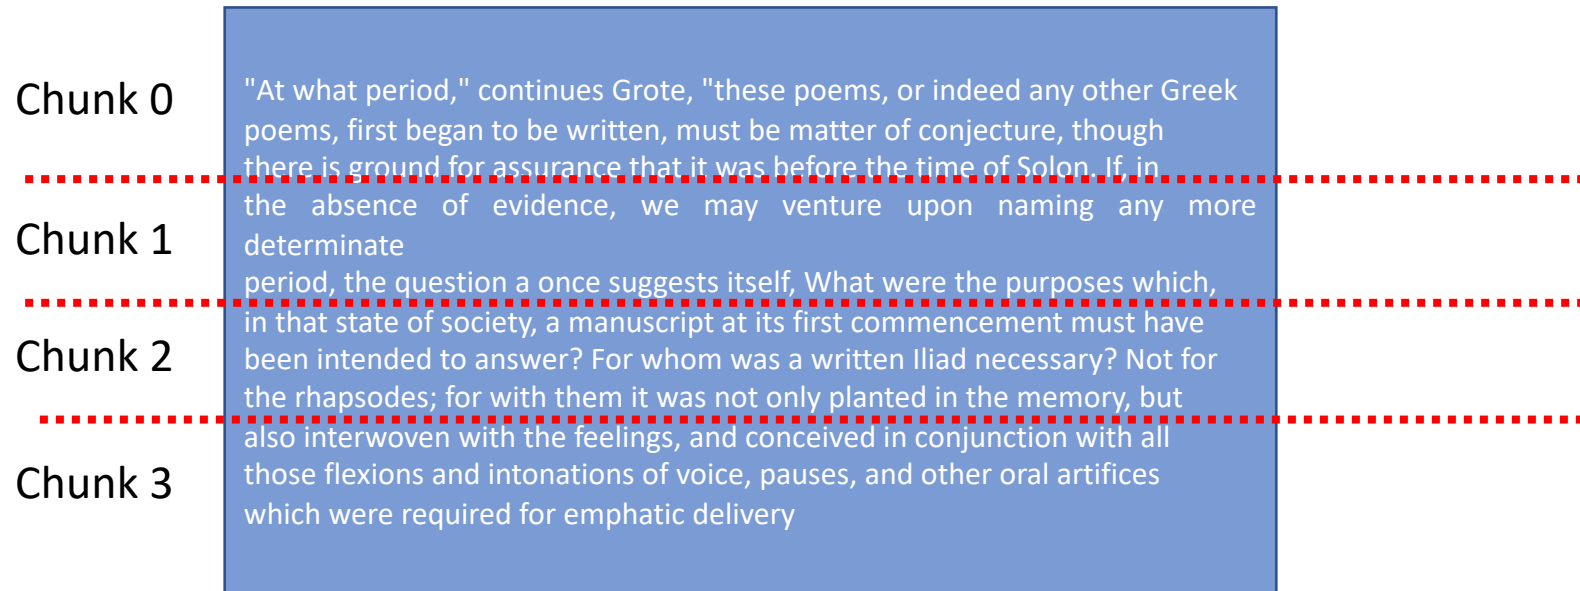 Chunk 0
"At what period," continues Grote, "these poems, or indeed any other Greek
poems, first began to be written, must be matter of conjecture, though
there is ground for assurance that it was before the time of Solon. If, in
Chunk 1
the absence of evidence, we may venture upon naming any more
determinate
period, the question a once suggests itself, What were the purposes which,
Chunk 2
in that state of society, a manuscript at its first commencement must have
been intended to answer? For whom was a written Iliad necessary? Not for
the rhapsodes; for with them it was not only planted in the memory, but
Chunk 3
also interwoven with the feelings, and conceived in conjunction with all
those flexions and intonations of voice, pauses, and other oral artifices
which were required for emphatic delivery